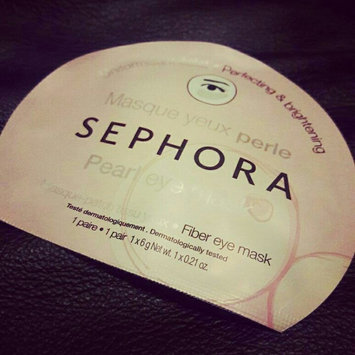 Perfecting & brightening
Masque yeux perle
SEPHORA
Pearl eye
Fiber eye mask
Testé dermatologiquement . Dermatologically tested
1 paire • 1 pair 1 x 6 g Net wt. 1 x 0.21 oz.